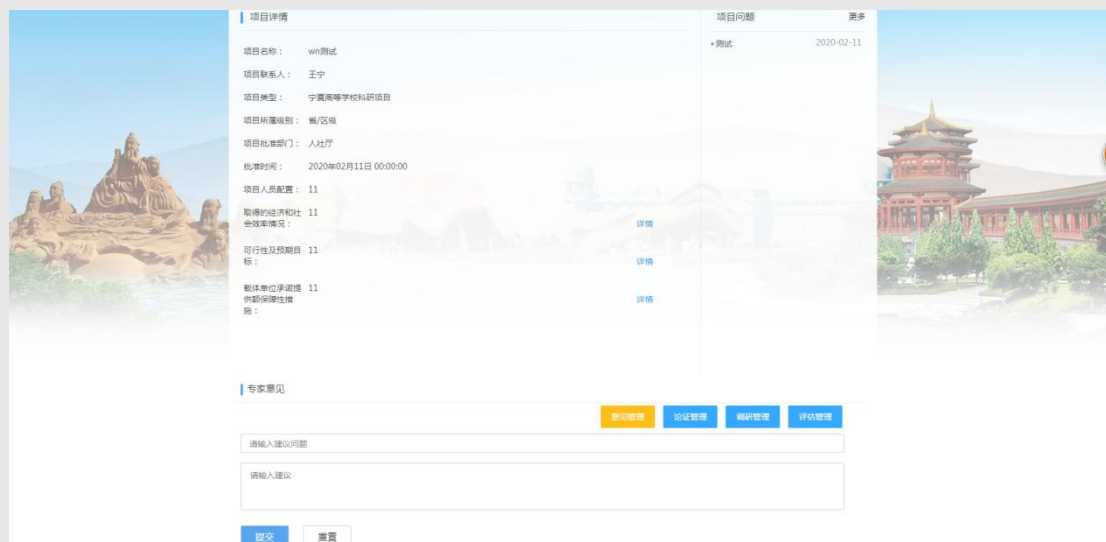 项目详情
项目问题 更多
项目名称： wn测试
·测试 2020-02-11
项目联系人： 王宁
项目类型： 宁夏高等学校科研项目
项目所属级别： 省/区级
项目批准部门： 人社厅
批准时间： 2020年02月11日 00:00:00
项目人员配置： 11
取得的经济和社 11
会效率情况：
详情
可行性及预期目 11
标：
详情
载体单位承诺提 11
供额保障性措
施：
详情
专家意见
意见管理 论证管理 调研管理 评估管理
请输入建议问题
请输入建议
提交 重置